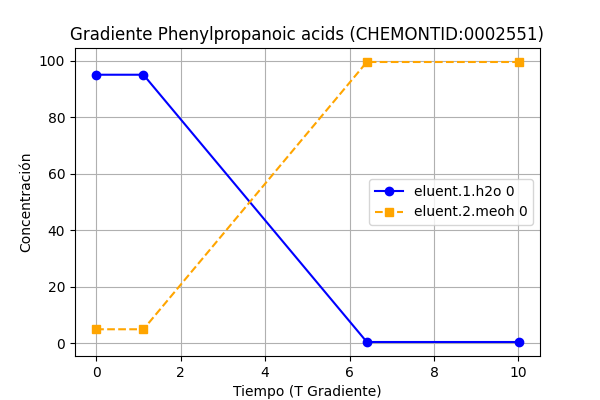 Gradiente Phenylpropanoic acids (CHEMONTID:0002551)
100
80
60
40
20
0
Concentración
eluent.1.h2o 0
eluent.2.meoh 0
0 2 4 6 8 10
Tiempo (T Gradiente)